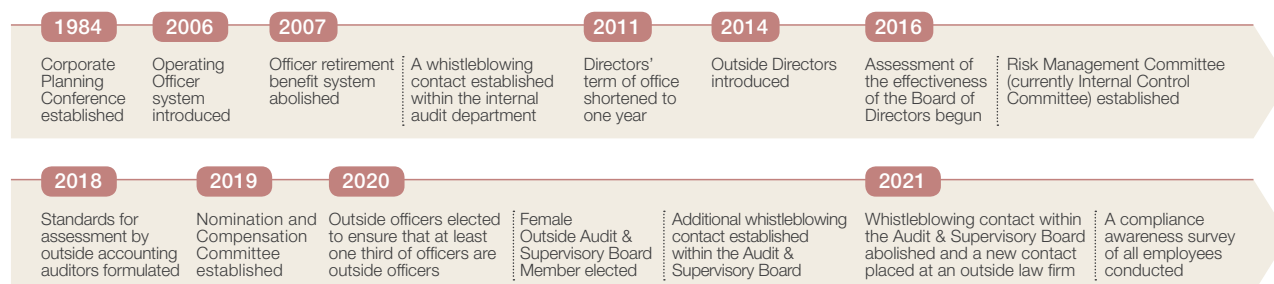 1984
Corporate
Planning
Conference
established
2006
Operating
Officer
system
introduced
2007
Officer retirement
benefit system
abolished
A whistleblowing
contact established
within the internal
audit department
2011
Directors'
term of office
shortened to
one year
2014
Outside Directors
introduced
2016
Assessment of
the effectiveness
of the Board of
Directors begun
Risk Management Committee
(currently Internal Control
Committee) established
2018
Standards for
assessment by
outside accounting
auditors formulated
2019
Nomination and
Compensation
Committee
established
2020
Outside officers elected
to ensure that at least
one third of officers are
outside officers
Female
Outside Audit &
Supervisory Board
Member elected
Additional whistleblowing
contact established
within the Audit &
Supervisory Board
2021
Whistleblowing contact within
the Audit & Supervisory Board
abolished and a new contact
placed at an outside law firm
A compliance
awareness survey
of all employees
conducted